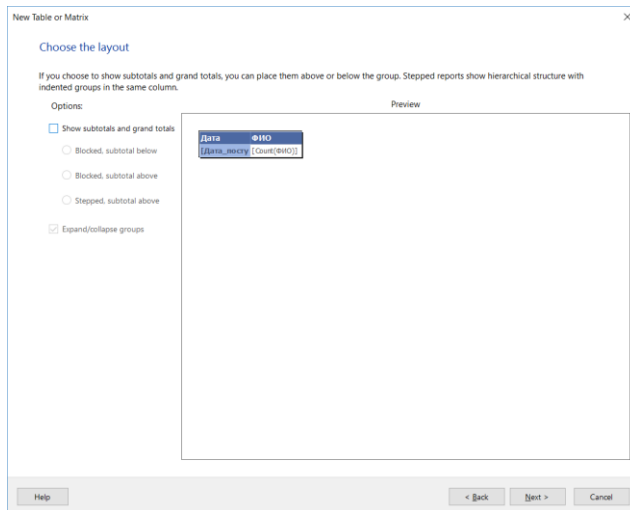 New Table or Matrix
Choose the layout
If you choose to show subtotals and grand totals, you can place them above or below the group. Stepped reports show hierarchical structure with
indented groups in the same column.
Options:
Preview
Show subtotals and grand totals
Blocked, subtotal below
Blocked, subtotal above
Stepped, subtotal above
Expand/collapse groups
Дата ФИО
[Дата_посту [Count(ФИО)]
Help
< Back
Next >
Cancel